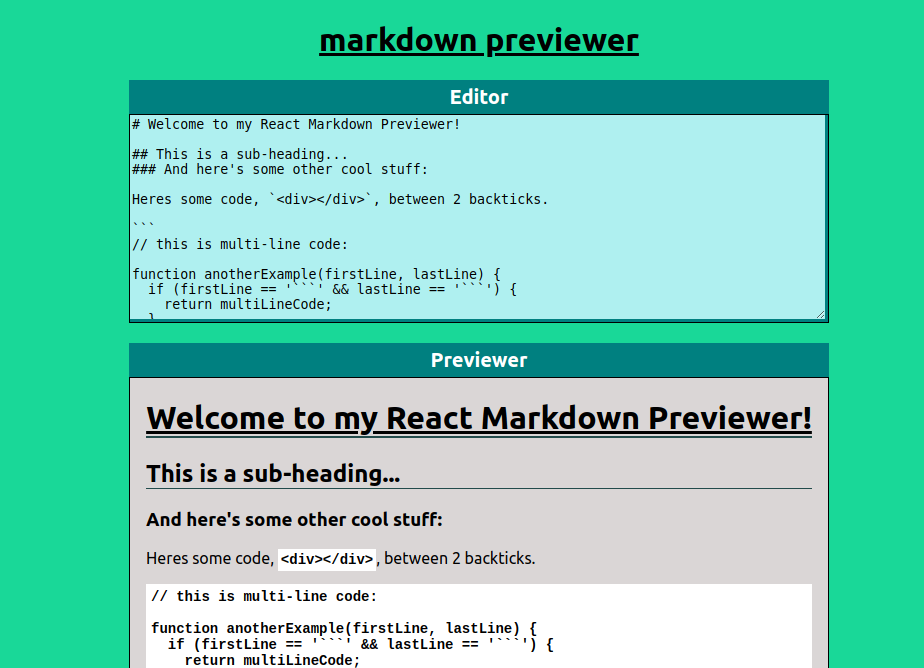 markdown previewer
Editor
# Welcome to my React Markdown Previewer!
## This is a sub-heading...
### And here's some other cool stuff:
Heres some code, `<div></div>`, between 2 backticks.
```
// this is multi-line code:
function anotherExample(firstLine, lastLine) {
  if (firstLine == '```' && lastLine == '```') {
    return multiLineCode;
  }
Previewer
Welcome to my React Markdown Previewer!
This is a sub-heading...
And here's some other cool stuff:
Heres some code, <div></div>, between 2 backticks.
// this is multi-line code:
function anotherExample(firstLine, lastLine) {
  if (firstLine == '```' && lastLine == '```') {
    return multiLineCode;